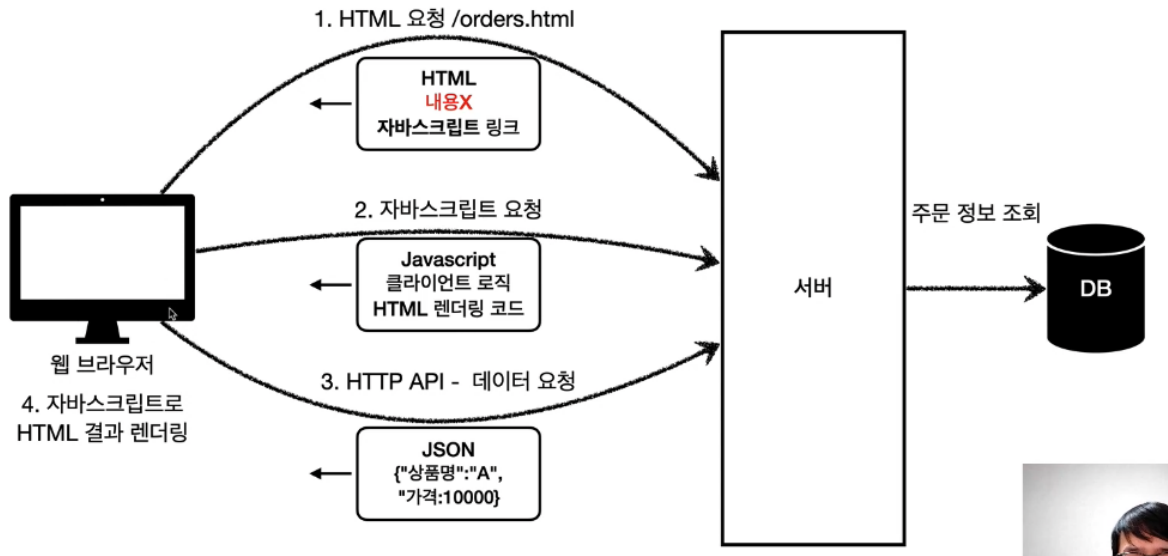 1. HTML 요청 /orders.html
HTML
내용X
자바스크립트 링크
2. 자바스크립트 요청
Javascript
클라이언트 로직
HTML 렌더링 코드
3. HTTP API - 데이터 요청
JSON
{"상품명":"A",
"가격:10000}
웹 브라우저
4. 자바스크립트로
HTML 결과 렌더링
서버
주문 정보 조회
DB